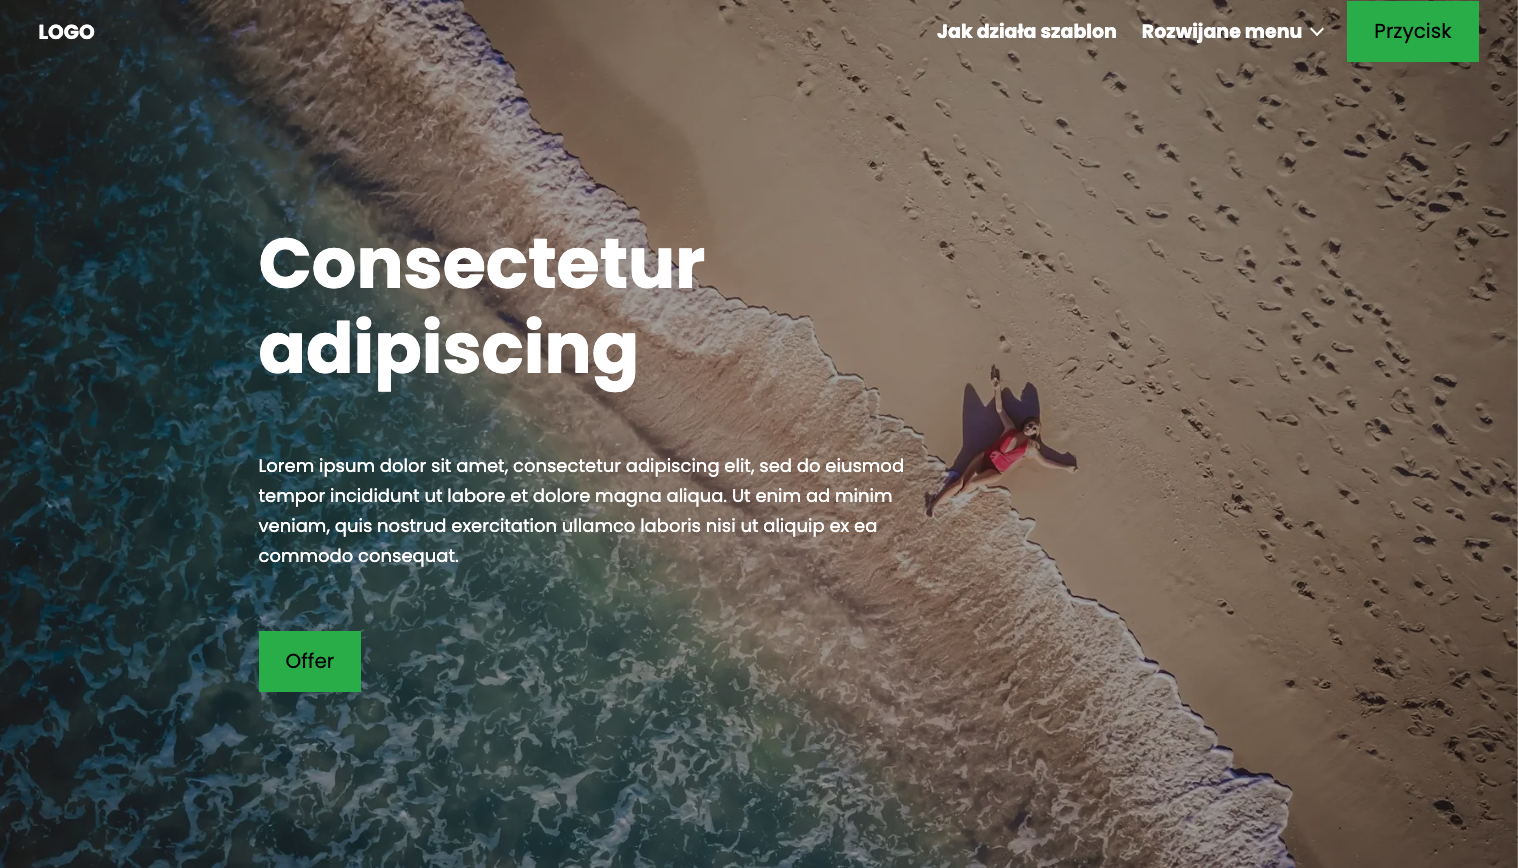 LOGO
Jak działa szablon
Rozwijane menu
Przycisk
Consectetur
adipiscing
Lorem ipsum dolor sit amet, consectetur adipiscing elit, sed do eiusmod
tempor incididunt ut labore et dolore magna aliqua. Ut enim ad minim
veniam, quis nostrud exercitation ullamco laboris nisi ut aliquip ex ea
commodo consequat.
Offer